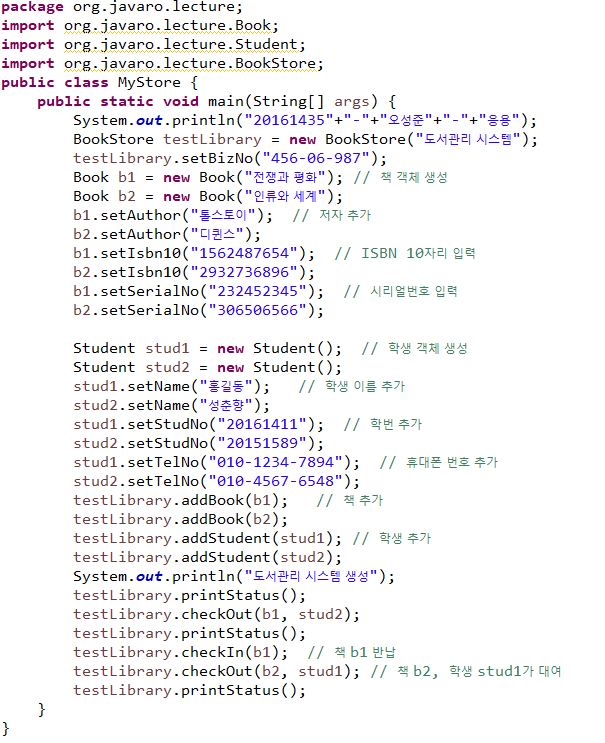 package org.javaro.lecture;
import org.javaro.lecture.Book;
import org.javaro.lecture.Student;
import org.javaro.lecture.BookStore;
public class MyStore {
    public static void main(String[] args) {
        System.out.println("20161435"+"-"+"오성준"+"-"+"응용");
        BookStore testLibrary = new BookStore("도서관리 시스템");
        testLibrary.setBizNo("456-06-987");
        Book b1 = new Book("전쟁과 평화"); // 책 객체 생성
        Book b2 = new Book("인류와 세계");
        b1.setAuthor("톨스토이");  // 저자 추가
        b2.setAuthor("디퀸스");
        b1.setIsbn10("1562487654");  // ISBN 10자리 입력
        b2.setIsbn10("2932736896");
        b1.setSerialNo("232452345");  // 시리얼번호 입력
        b2.setSerialNo("306506566");

        Student stud1 = new Student();  // 학생 객체 생성
        Student stud2 = new Student();
        stud1.setName("홍길동");   // 학생 이름 추가
        stud2.setName("성춘향");
        stud1.setStudNo("20161411");  // 학번 추가
        stud2.setStudNo("20151589");
        stud1.setTelNo("010-1234-7894");  // 휴대폰 번호 추가
        stud2.setTelNo("010-4567-6548");
        testLibrary.addBook(b1);   // 책 추가
        testLibrary.addBook(b2);
        testLibrary.addStudent(stud1); // 학생 추가
        testLibrary.addStudent(stud2);
        System.out.println("도서관리 시스템 생성");
        testLibrary.printStatus();
        testLibrary.checkOut(b1, stud2);
        testLibrary.printStatus();
        testLibrary.checkIn(b1);  // 책 b1 반납
        testLibrary.checkOut(b2, stud1); // 책 b2, 학생 stud1가 대여
        testLibrary.printStatus();
    }
}